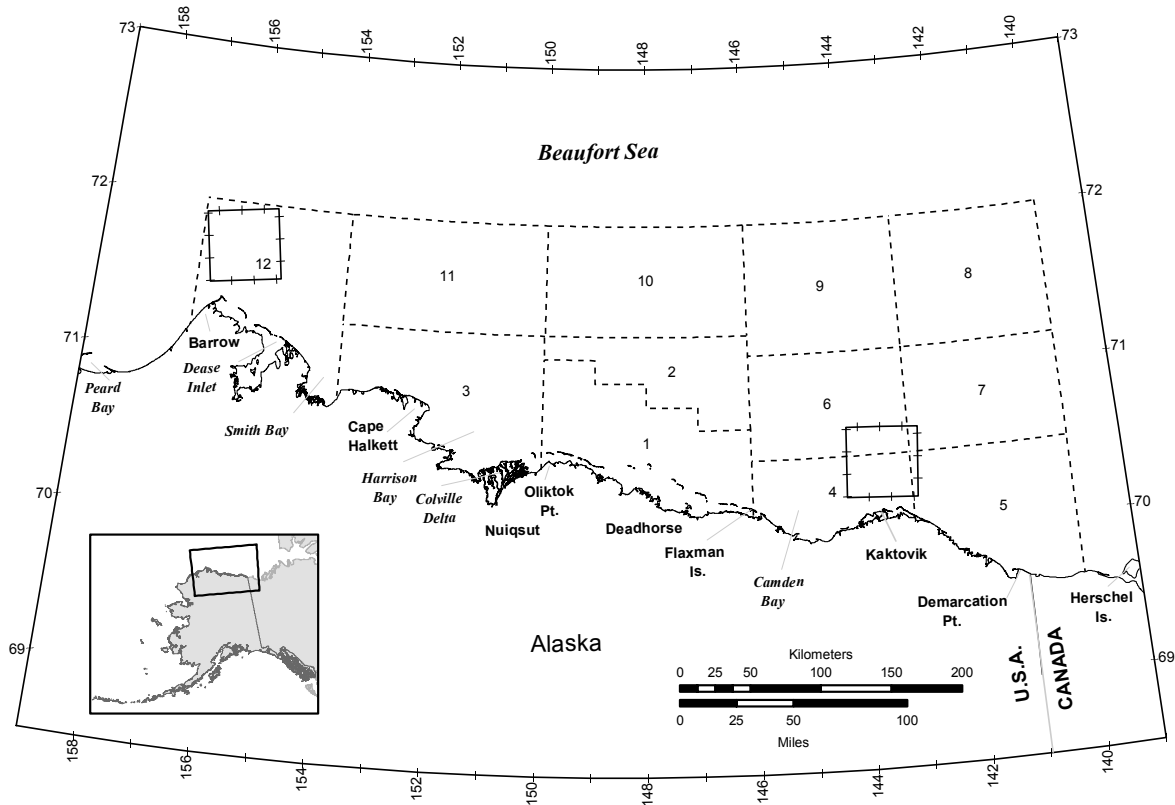 158
156
154
152
150
148
146
144
142
140
73
73
Beaufort Sea
72
72
12
11
10
9
8
71
71
Barrow
Dease
Inlet
Peard
Bay
Smith Bay
3
2
6
7
Cape
Halkett
1
Harrison
Bay
Colville
Delta
Oliktok
Pt.
Nuiqsut
4
5
70
70
Deadhorse
Flaxman
Is.
Kaktovik
Camden
Bay
Demarcation
Pt.
Herschel
Is.
Alaska
69
69
Kilometers
0 25 50 100 150 200
0 25 50 100
Miles
U.S.A.
CANADA
158
156
154
152
150
148
146
144
142
140